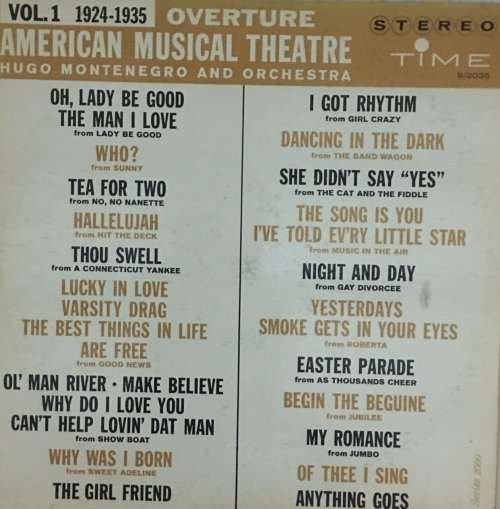 VOL. 1 1924-1935 OVERTURE
AMERICAN MUSICAL THEATRE
HUGO MONTENEGRO AND ORCHESTRA
STEREO
TIME
S/2035
OH, LADY BE GOOD
THE MAN I LOVE
from LADY BE GOOD
WHO?
from SUNNY
TEA FOR TWO
from NO, NO NANETTE
HALLELUJAH
from HIT THE DECK
THOU SWELL
from A CONNECTICUT YANKEE
LUCKY IN LOVE
VARSITY DRAG
THE BEST THINGS IN LIFE
ARE FREE
from GOOD NEWS
OL' MAN RIVER · MAKE BELIEVE
WHY DO I LOVE YOU
CAN'T HELP LOVIN' DAT MAN
from SHOW BOAT
WHY WAS I BORN
from SWEET ADELINE
THE GIRL FRIEND
I GOT RHYTHM
from GIRL CRAZY
DANCING IN THE DARK
from THE BAND WAGON
SHE DIDN'T SAY "YES"
from THE CAT AND THE FIDDLE
THE SONG IS YOU
I'VE TOLD EV'RY LITTLE STAR
from MUSIC IN THE AIR
NIGHT AND DAY
from GAY DIVORCEE
YESTERDAYS
SMOKE GETS IN YOUR EYES
from ROBERTA
EASTER PARADE
from AS THOUSANDS CHEER
BEGIN THE BEGUINE
from JUBILEE
MY ROMANCE
from JUMBO
OF THEE I SING
ANYTHING GOES
Series 2000